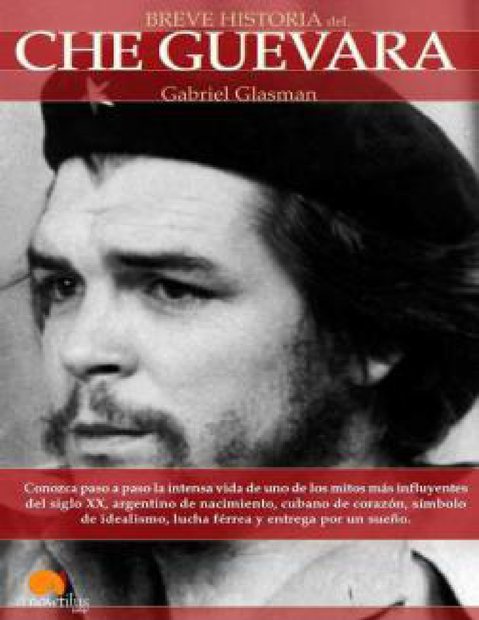 BREVE HISTORIA del...
CHE GUEVARA
Gabriel Glasman
Conozca paso a paso la intensa vida de uno de los mitos más influyentes
del siglo XX, argentino de nacimiento, cubano de corazón, símbolo
de idealismo, lucha férrea y entrega por un sueño.
nowtilus